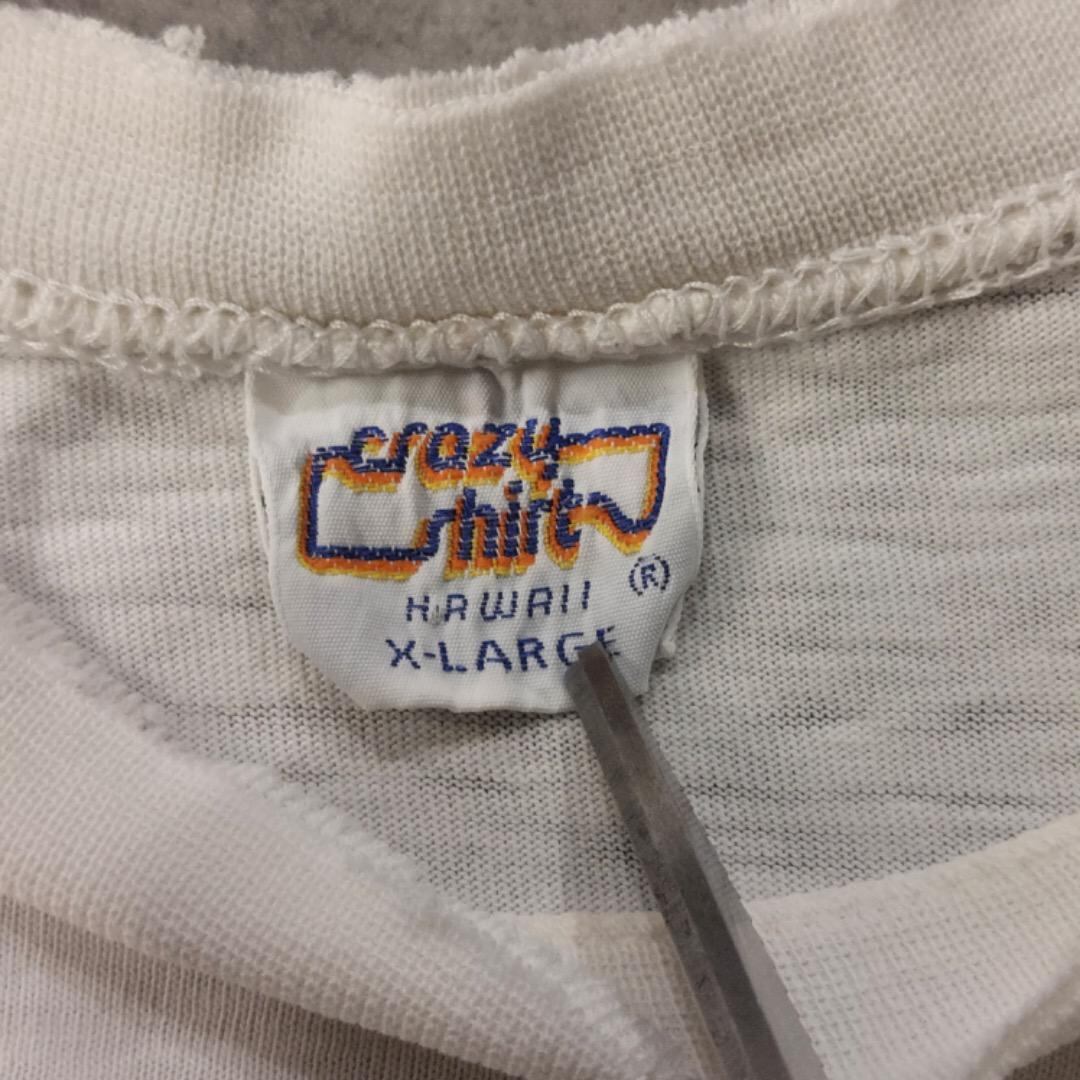 crazy
shirt
®
HAWAII
X-LARGE